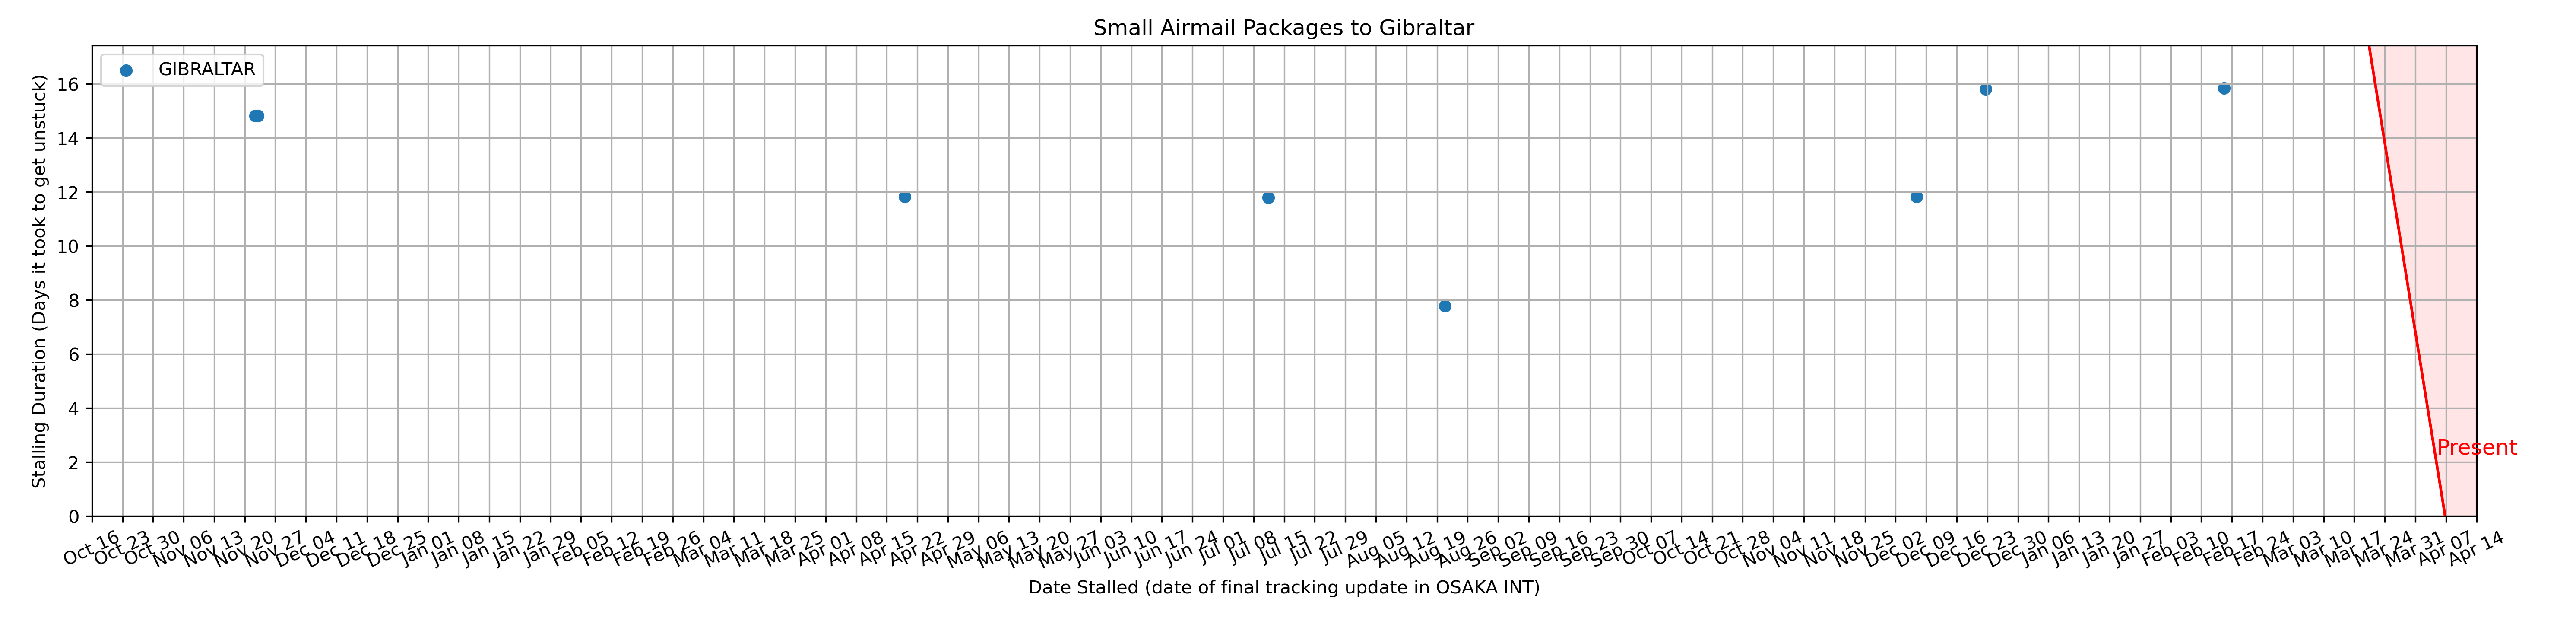 Small Airmail Packages to Gibraltar
GIBRALTAR
Stalling Duration (Days it took to get unstuck)
16
14
12
10
8
6
4
2
0
Present
Oct 16
Oct 23
Oct 30
Nov 06
Nov 13
Nov 20
Nov 27
Dec 04
Dec 11
Dec 18
Dec 25
Jan 01
Jan 08
Jan 15
Jan 22
Jan 29
Feb 05
Feb 12
Feb 19
Feb 26
Mar 04
Mar 11
Mar 18
Mar 25
Apr 01
Apr 08
Apr 15
Apr 22
Apr 29
May 06
May 13
May 20
May 27
Jun 03
Jun 10
Jun 17
Jun 24
Jul 01
Jul 08
Jul 15
Jul 22
Jul 29
Aug 05
Aug 12
Aug 19
Aug 26
Sep 02
Sep 09
Sep 16
Sep 23
Sep 30
Oct 07
Oct 14
Oct 21
Oct 28
Nov 04
Nov 11
Nov 18
Nov 25
Dec 02
Dec 09
Dec 16
Dec 23
Dec 30
Jan 06
Jan 13
Jan 20
Jan 27
Feb 03
Feb 10
Feb 17
Feb 24
Mar 03
Mar 10
Mar 17
Mar 24
Mar 31
Apr 07
Apr 14
Date Stalled (date of final tracking update in OSAKA INT)